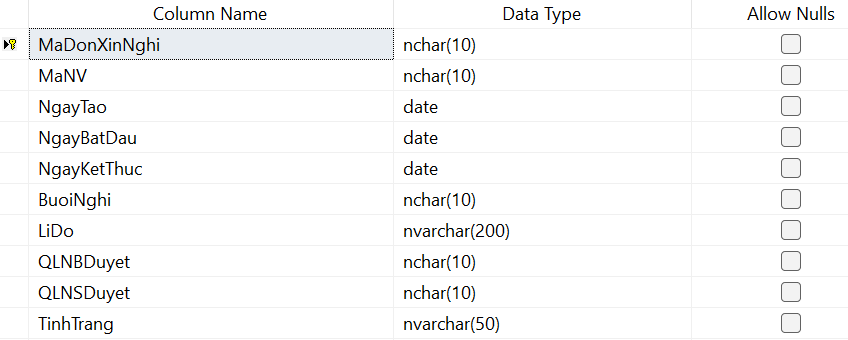 Column Name Data Type Allow Nulls
MaDonXinNghi nchar(10)
MaNV nchar(10)
NgayTao date
NgayBatDau date
NgayKetThuc date
BuoiNghi nchar(10)
LiDo nvarchar(200)
QLNBDuyet nchar(10)
QLNSDuyet nchar(10)
TinhTrang nvarchar(50)